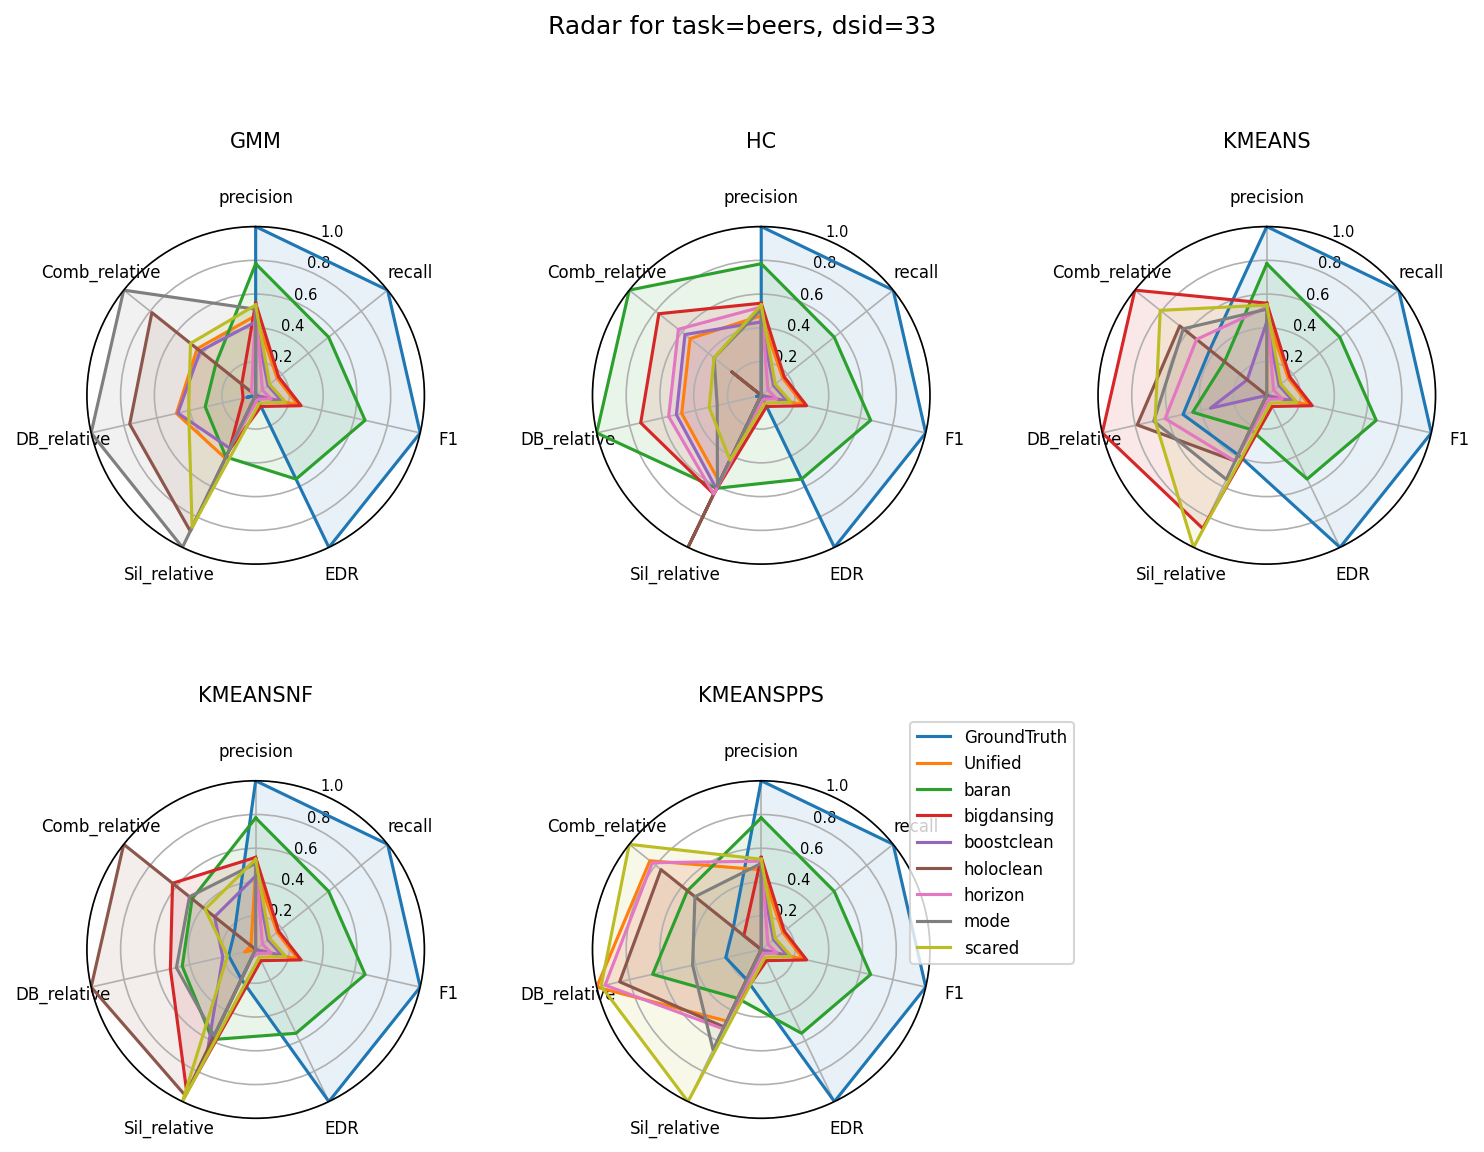 Radar for task=beers, dsid=33
GMM
precision
recall
F1
EDR
Sil_relative
DB_relative
Comb_relative
0.2
0.4
0.6
0.8
1.0
HC
precision
recall
F1
EDR
Sil_relative
DB_relative
Comb_relative
0.2
0.4
0.6
0.8
1.0
KMEANS
precision
recall
F1
EDR
Sil_relative
DB_relative
Comb_relative
0.2
0.4
0.6
0.8
1.0
KMEANSNF
precision
recall
F1
EDR
Sil_relative
DB_relative
Comb_relative
0.2
0.4
0.6
0.8
1.0
KMEANSPPS
precision
recall
F1
EDR
Sil_relative
DB_relative
Comb_relative
0.2
0.4
0.6
0.8
1.0
GroundTruth
Unified
baran
bigdansing
boostclean
holoclean
horizon
mode
scared